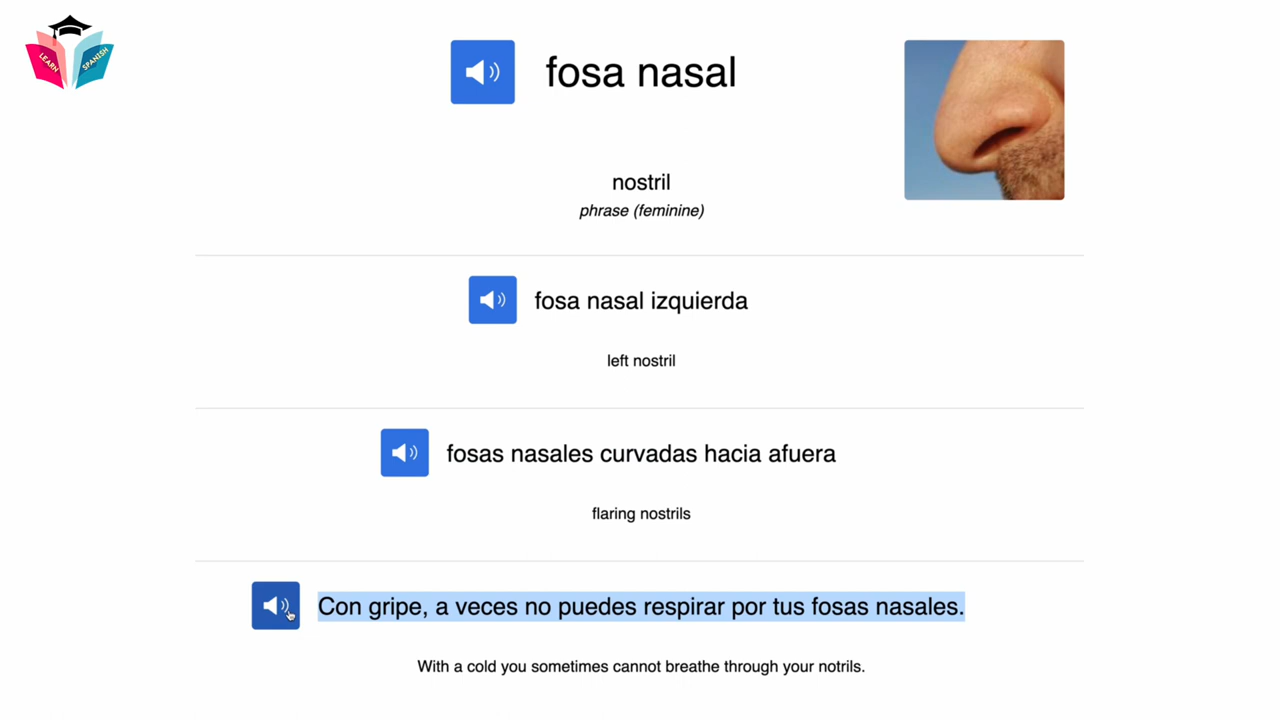 LEARN SPANISH
fosa nasal
nostril
phrase (feminine)
fosa nasal izquierda
left nostril
fosas nasales curvadas hacia afuera
flaring nostrils
Con gripe, a veces no puedes respirar por tus fosas nasales.
With a cold you sometimes cannot breathe through your notrils.